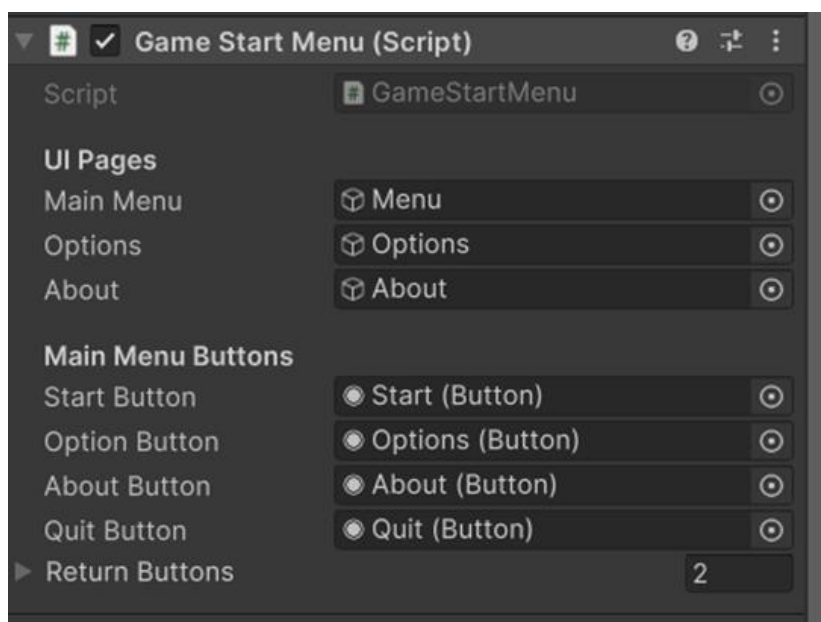 Game Start Menu (Script)
Script GameStartMenu
UI Pages
Main Menu Menu
Options Options
About About
Main Menu Buttons
Start Button Start (Button)
Option Button Options (Button)
About Button About (Button)
Quit Button Quit (Button)
Return Buttons 2